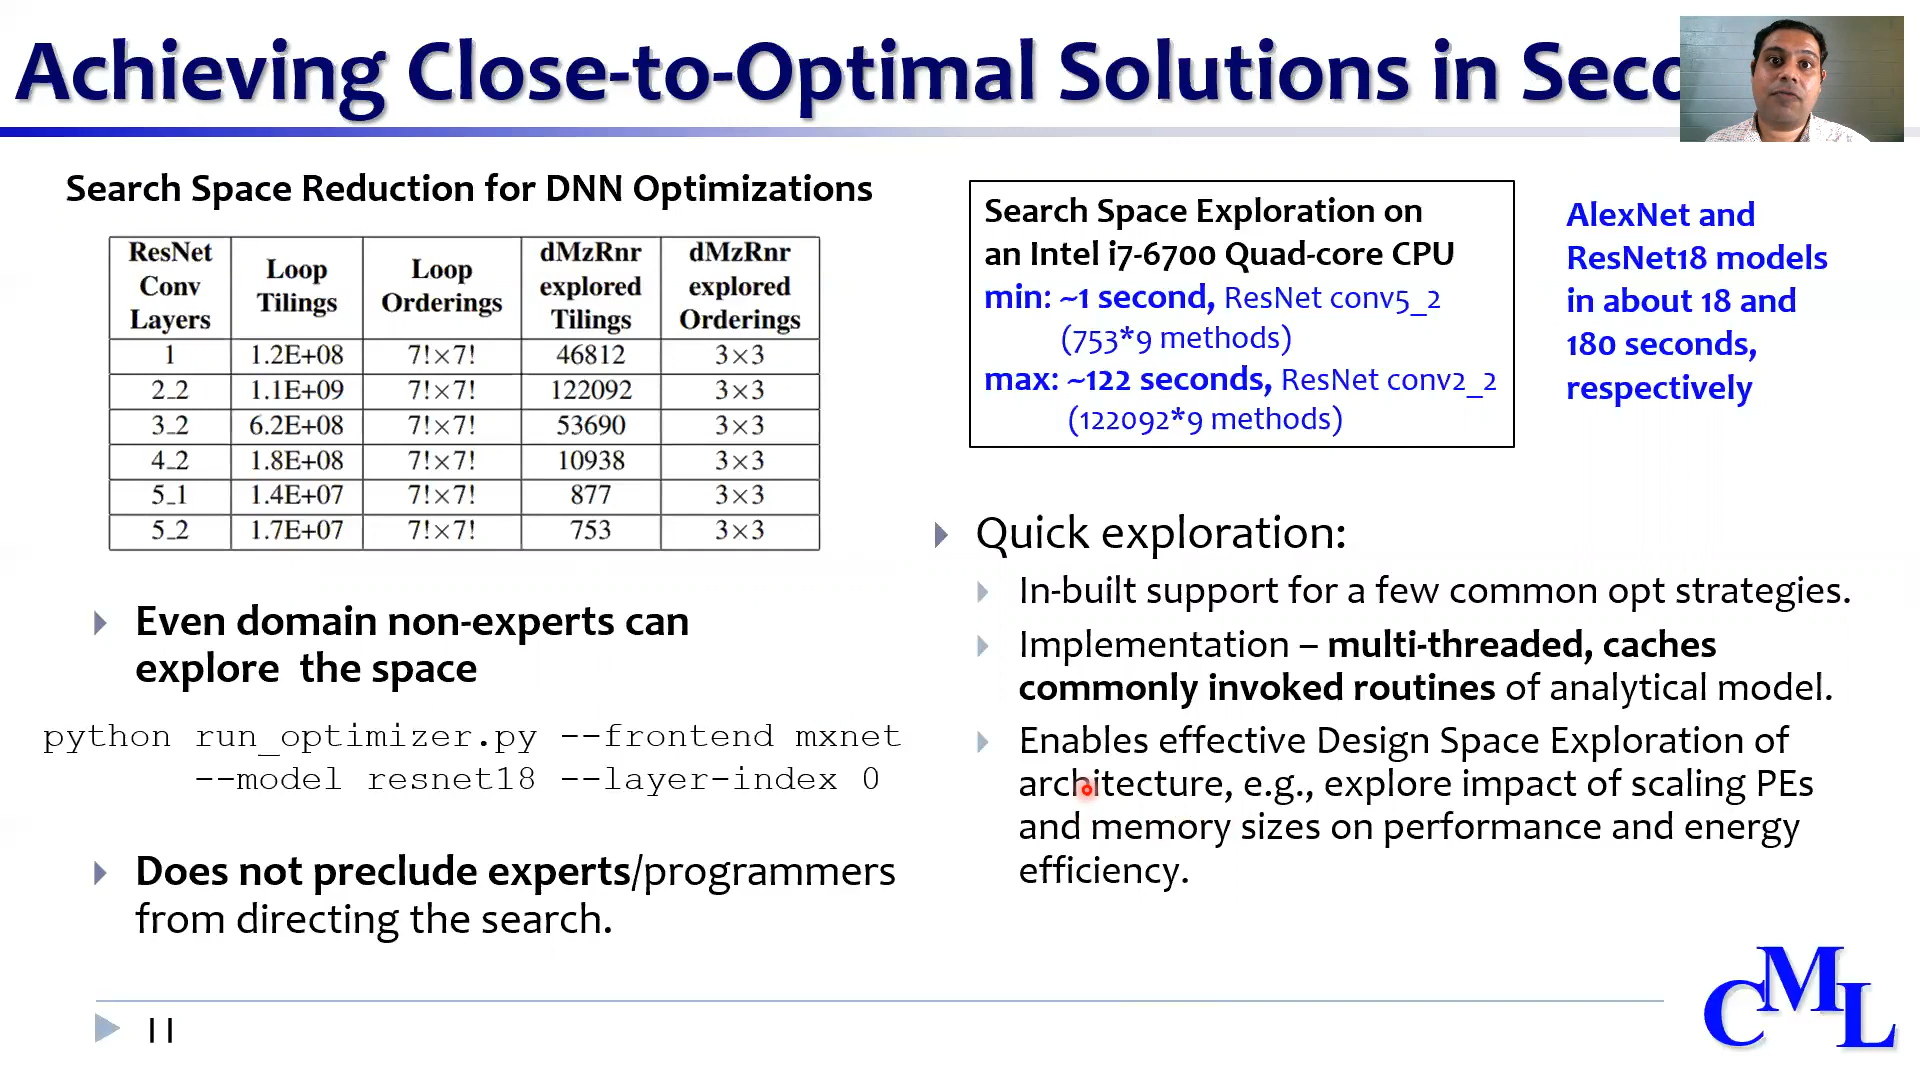 Achieving Close-to-Optimal Solutions in Seco
Search Space Reduction for DNN Optimizations
ResNet Conv Layers | Loop Tilings | Loop Orderings | dMzRnr explored Tilings | dMzRnr explored Orderings
1 | 1.2E+08 | 7!×7! | 46812 | 3×3
2_2 | 1.1E+09 | 7!×7! | 122092 | 3×3
3_2 | 6.2E+08 | 7!×7! | 53690 | 3×3
4_2 | 1.8E+08 | 7!×7! | 10938 | 3×3
5_1 | 1.4E+07 | 7!×7! | 877 | 3×3
5_2 | 1.7E+07 | 7!×7! | 753 | 3×3
Even domain non-experts can
explore the space
python run_optimizer.py --frontend mxnet
--model resnet18 --layer-index 0
Does not preclude experts/programmers
from directing the search.
Search Space Exploration on
an Intel i7-6700 Quad-core CPU
min: ~1 second, ResNet conv5_2
(753*9 methods)
max: ~122 seconds, ResNet conv2_2
(122092*9 methods)
AlexNet and
ResNet18 models
in about 18 and
180 seconds,
respectively
Quick exploration:
In-built support for a few common opt strategies.
Implementation – multi-threaded, caches
commonly invoked routines of analytical model.
Enables effective Design Space Exploration of
architecture, e.g., explore impact of scaling PEs
and memory sizes on performance and energy
efficiency.
11
CML